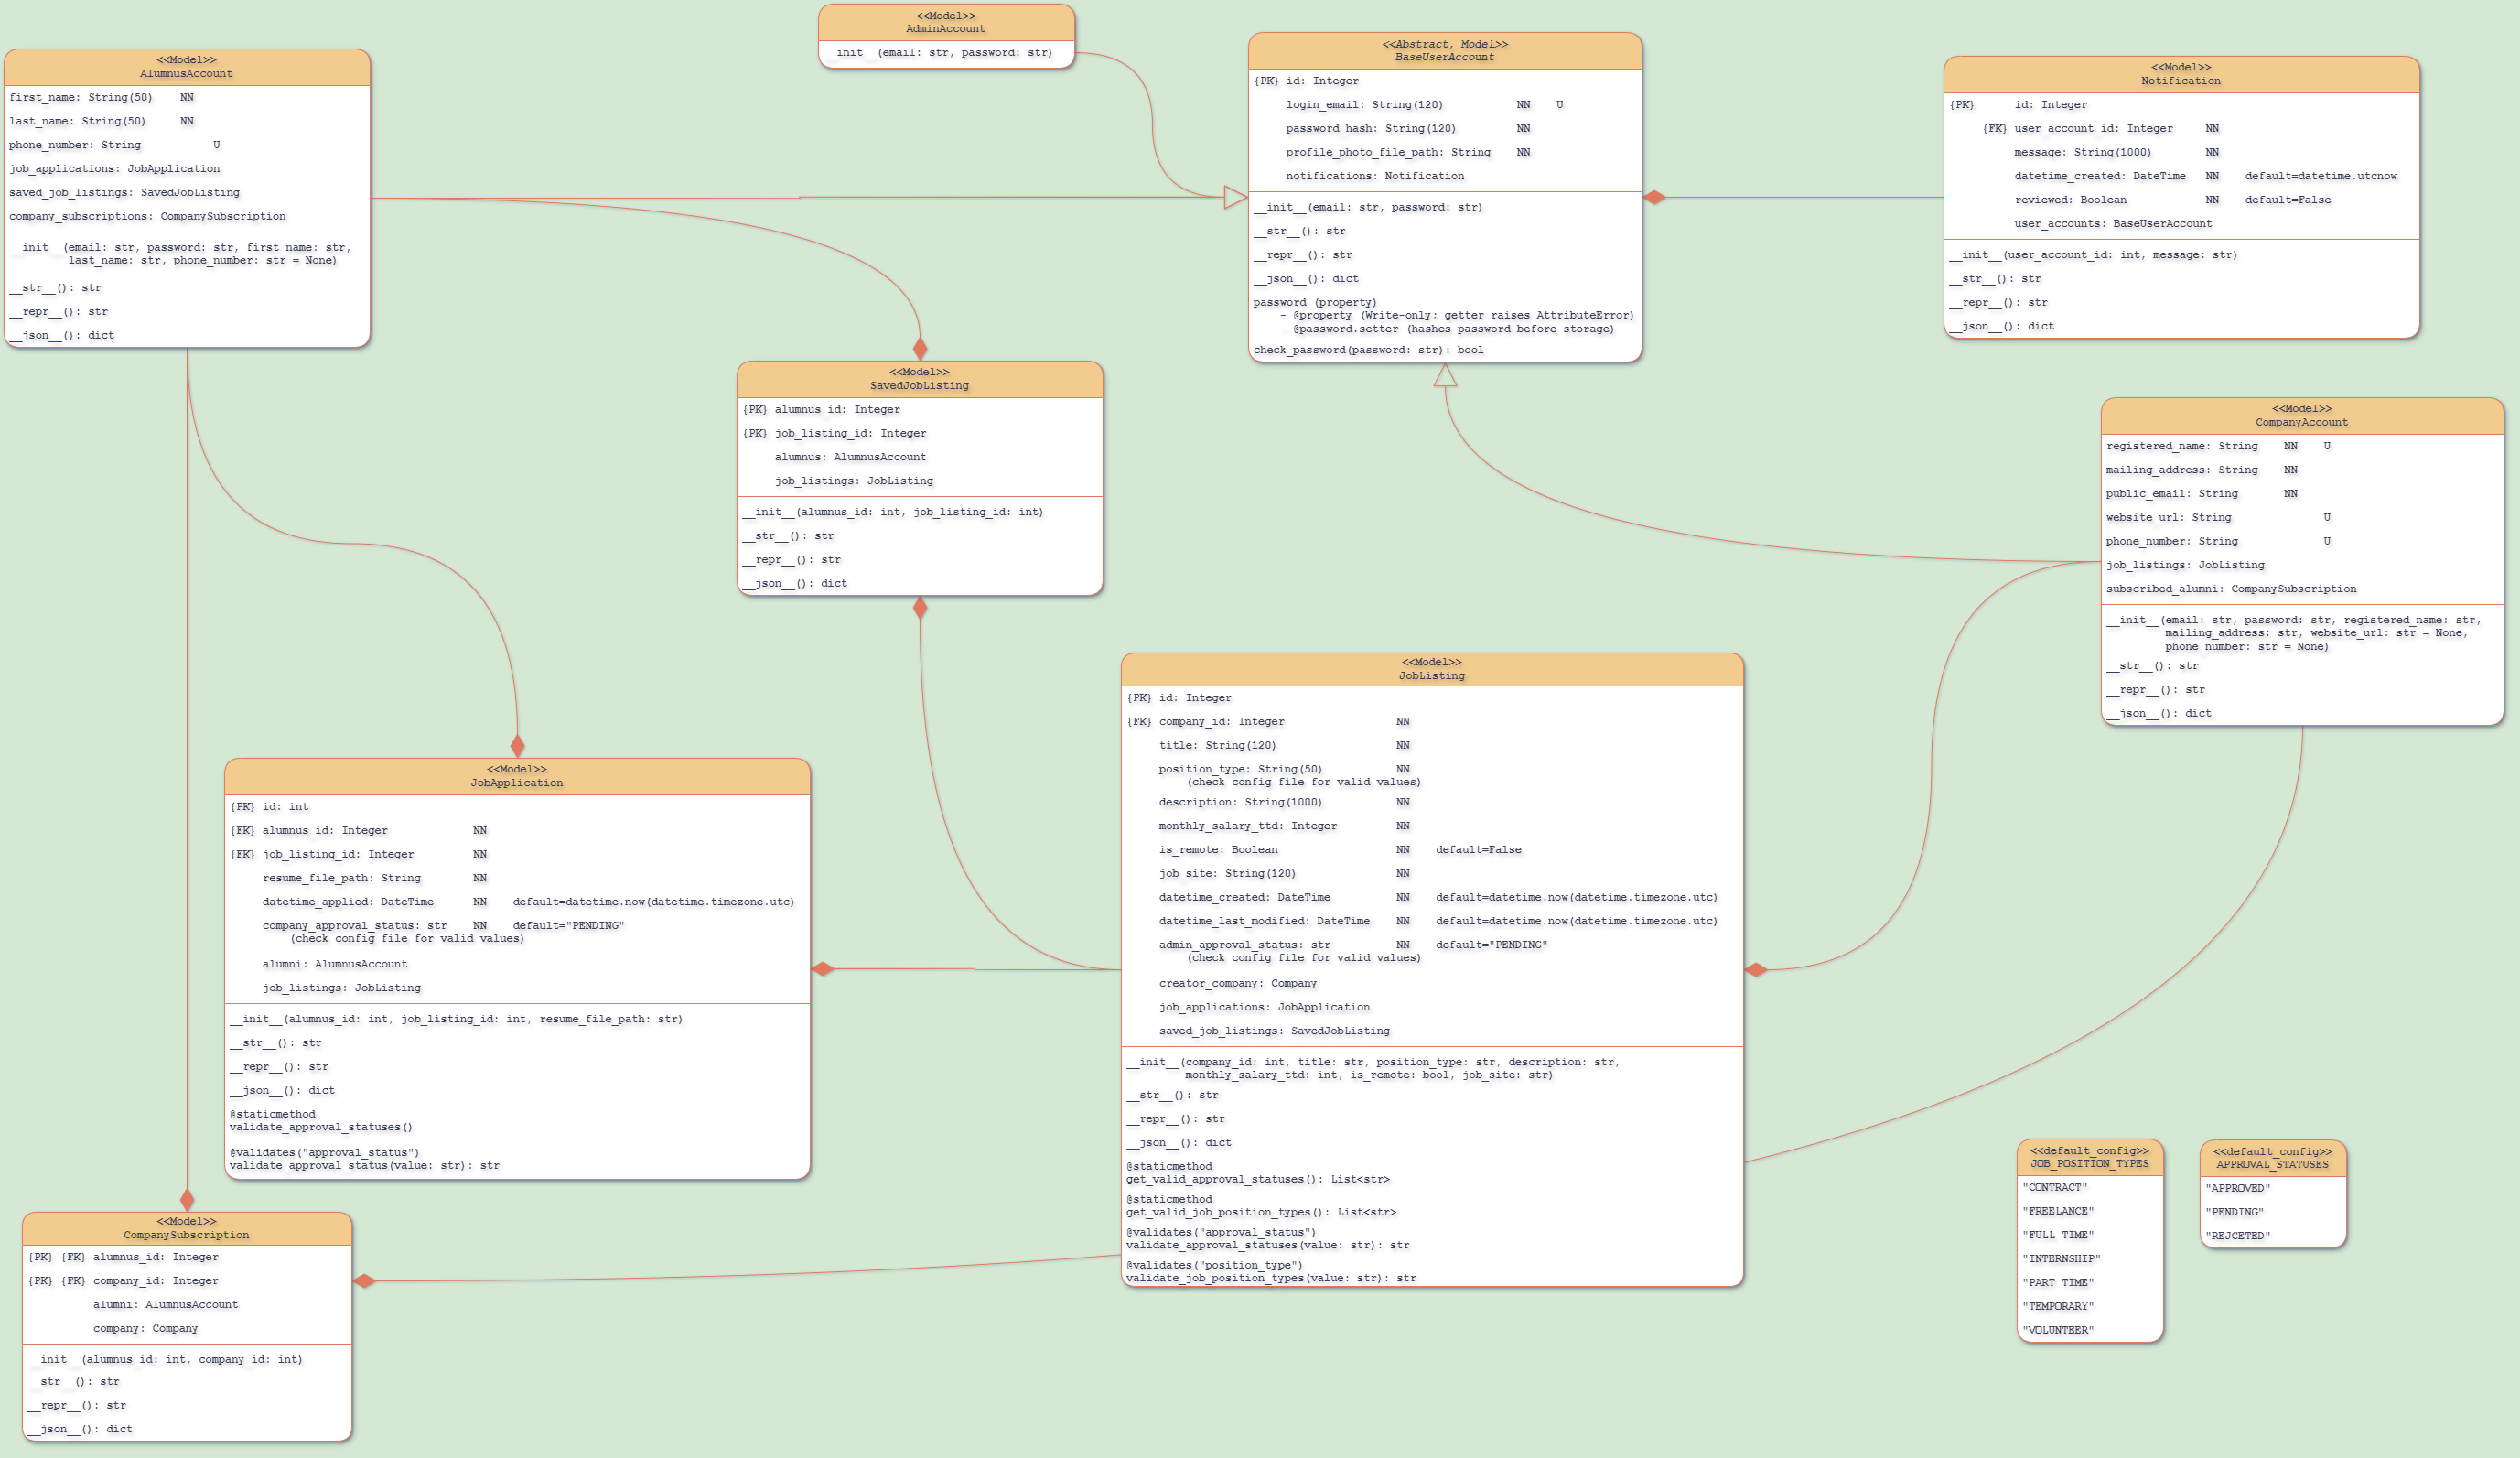 <<Model>>
AdminAccount
__init__(email: str, password: str)
<<Model>>
AlumnusAccount
first_name: String(50)    NN
last_name: String(50)    NN
phone_number: String    U
job_applications: JobApplication
saved_job_listings: SavedJobListing
company_subscriptions: CompanySubscription
__init__(email: str, password: str, first_name: str,
last_name: str, phone_number: str = None)
__str__(): str
__repr__(): str
__json__(): dict
<<Abstract, Model>>
BaseUserAccount
{PK} id: Integer
login_email: String(120)    NN    U
password_hash: String(120)    NN
profile_photo_file_path: String    NN
notifications: Notification
__init__(email: str, password: str)
__str__(): str
__repr__(): str
__json__(): dict
password (property)
- @property (Write-only; getter raises AttributeError)
- @password.setter (hashes password before storage)
check_password(password: str): bool
<<Model>>
Notification
{PK} id: Integer
{FK} user_account_id: Integer    NN
message: String(1000)    NN
datetime_created: DateTime    NN    default=datetime.utcnow
reviewed: Boolean    NN    default=False
user_accounts: BaseUserAccount
__init__(user_account_id: int, message: str)
__str__(): str
__repr__(): str
__json__(): dict
<<Model>>
SavedJobListing
{PK} alumnus_id: Integer
{PK} job_listing_id: Integer
alumnus: AlumnusAccount
job_listings: JobListing
__init__(alumnus_id: int, job_listing_id: int)
__str__(): str
__repr__(): str
__json__(): dict
<<Model>>
CompanyAccount
registered_name: String    NN    U
mailing_address: String    NN
public_email: String    NN
website_url: String    U
phone_number: String    U
job_listings: JobListing
subscribed_alumni: CompanySubscription
__init__(email: str, password: str, registered_name: str,
mailing_address: str, website_url: str = None,
phone_number: str = None)
__str__(): str
__repr__(): str
__json__(): dict
<<Model>>
JobListing
{PK} id: Integer
{FK} company_id: Integer    NN
title: String(120)    NN
position_type: String(50)    NN
(check config file for valid values)
description: String(1000)    NN
monthly_salary_ttd: Integer    NN
is_remote: Boolean    NN    default=False
job_site: String(120)    NN
datetime_created: DateTime    NN    default=datetime.now(datetime.timezone.utc)
datetime_last_modified: DateTime    NN    default=datetime.now(datetime.timezone.utc)
admin_approval_status: str    NN    default="PENDING"
(check config file for valid values)
creator_company: Company
job_applications: JobApplication
saved_job_listings: SavedJobListing
__init__(company_id: int, title: str, position_type: str, description: str,
monthly_salary_ttd: int, is_remote: bool, job_site: str)
__str__(): str
__repr__(): str
__json__(): dict
@staticmethod
get_valid_approval_statuses(): List<str>
@staticmethod
get_valid_job_position_types(): List<str>
@validates("approval_status")
validate_approval_statuses(value: str): str
@validates("position_type")
validate_job_position_types(value: str): str
<<Model>>
JobApplication
{PK} id: int
{FK} alumnus_id: Integer    NN
{FK} job_listing_id: Integer    NN
resume_file_path: String    NN
datetime_applied: DateTime    NN    default=datetime.now(datetime.timezone.utc)
company_approval_status: str    NN    default="PENDING"
(check config file for valid values)
alumni: AlumnusAccount
job_listings: JobListing
__init__(alumnus_id: int, job_listing_id: int, resume_file_path: str)
__str__(): str
__repr__(): str
__json__(): dict
@staticmethod
validate_approval_statuses()
@validates("approval_status")
validate_approval_status(value: str): str
<<Model>>
CompanySubscription
{PK} {FK} alumnus_id: Integer
{PK} {FK} company_id: Integer
alumni: AlumnusAccount
company: Company
__init__(alumnus_id: int, company_id: int)
__str__(): str
__repr__(): str
__json__(): dict
<<default_config>>
JOB_POSITION_TYPES
"CONTRACT"
"FREELANCE"
"FULL TIME"
"INTERNSHIP"
"PART TIME"
"TEMPORARY"
"VOLUNTEER"
<<default_config>>
APPROVAL_STATUSES
"APPROVED"
"PENDING"
"REJCETED"